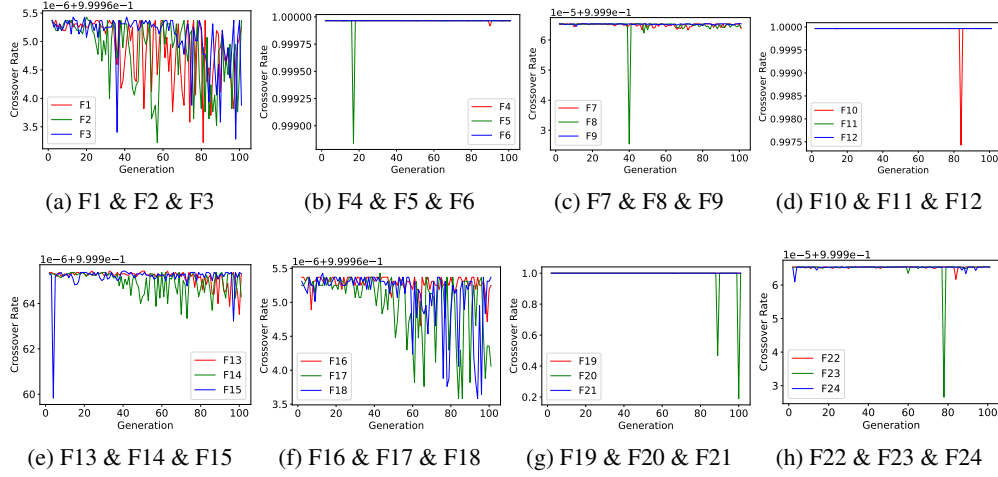 1e-6+9.9996e-1
5.5
5.0
4.5
4.0
3.5
Crossover Rate
F1
F2
F3
0 20 40 60 80 100
Generation
(a) F1 & F2 & F3
1.00000
0.99975
0.99950
0.99925
0.99900
Crossover Rate
F4
F5
F6
0 20 40 60 80 100
Generation
(b) F4 & F5 & F6
1e-5+9.999e-1
6
5
4
3
Crossover Rate
F7
F8
F9
0 20 40 60 80 100
Generation
(c) F7 & F8 & F9
1.0000
0.9995
0.9990
0.9985
0.9980
0.9975
Crossover Rate
F10
F11
F12
0 20 40 60 80 100
Generation
(d) F10 & F11 & F12
1e-6+9.999e-1
64
62
60
Crossover Rate
F13
F14
F15
0 20 40 60 80 100
Generation
(e) F13 & F14 & F15
1e-6+9.9996e-1
5.5
5.0
4.5
4.0
3.5
Crossover Rate
F16
F17
F18
0 20 40 60 80 100
Generation
(f) F16 & F17 & F18
1.0
0.8
0.6
0.4
0.2
Crossover Rate
F19
F20
F21
0 20 40 60 80 100
Generation
(g) F19 & F20 & F21
1e-5+9.999e-1
6
5
4
3
Crossover Rate
F22
F23
F24
0 20 40 60 80 100
Generation
(h) F22 & F23 & F24